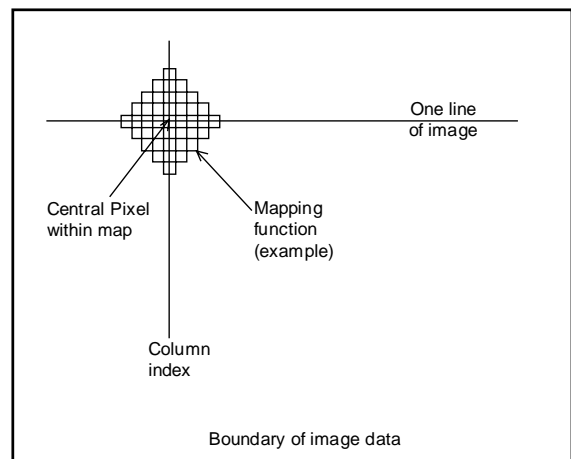 One line
of image
Central Pixel
within map
Mapping
function
(example)
Column
index
Boundary of image data